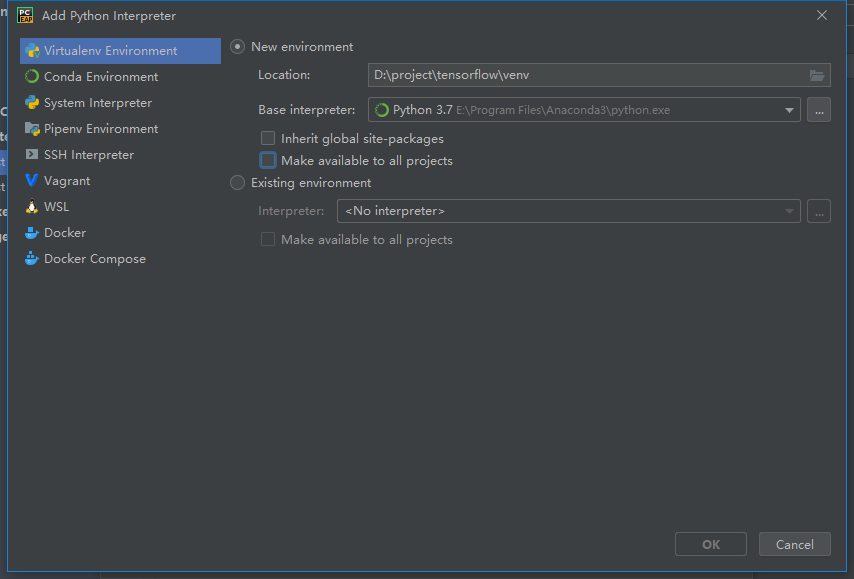 PC
EAP
Add Python Interpreter
Virtualenv Environment
Conda Environment
System Interpreter
Pipenv Environment
SSH Interpreter
Vagrant
WSL
Docker
Docker Compose
New environment
Location: D:\project\tensorflow\venv
Base interpreter: Python 3.7 E:\Program Files\Anaconda3\python.exe ...
Inherit global site-packages
Make available to all projects
Existing environment
Interpreter: <No interpreter> ...
Make available to all projects
OK Cancel